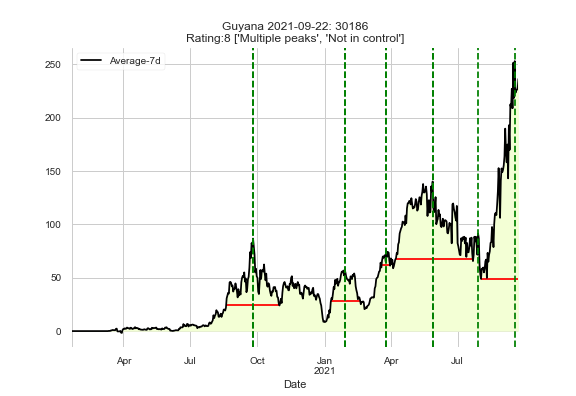 Guyana 2021-09-22: 30186
Rating:8 ['Multiple peaks', 'Not in control']
Average-7d
250
200
150
100
50
0
Apr
Jul
Oct
Jan
2021
Apr
Jul
Date